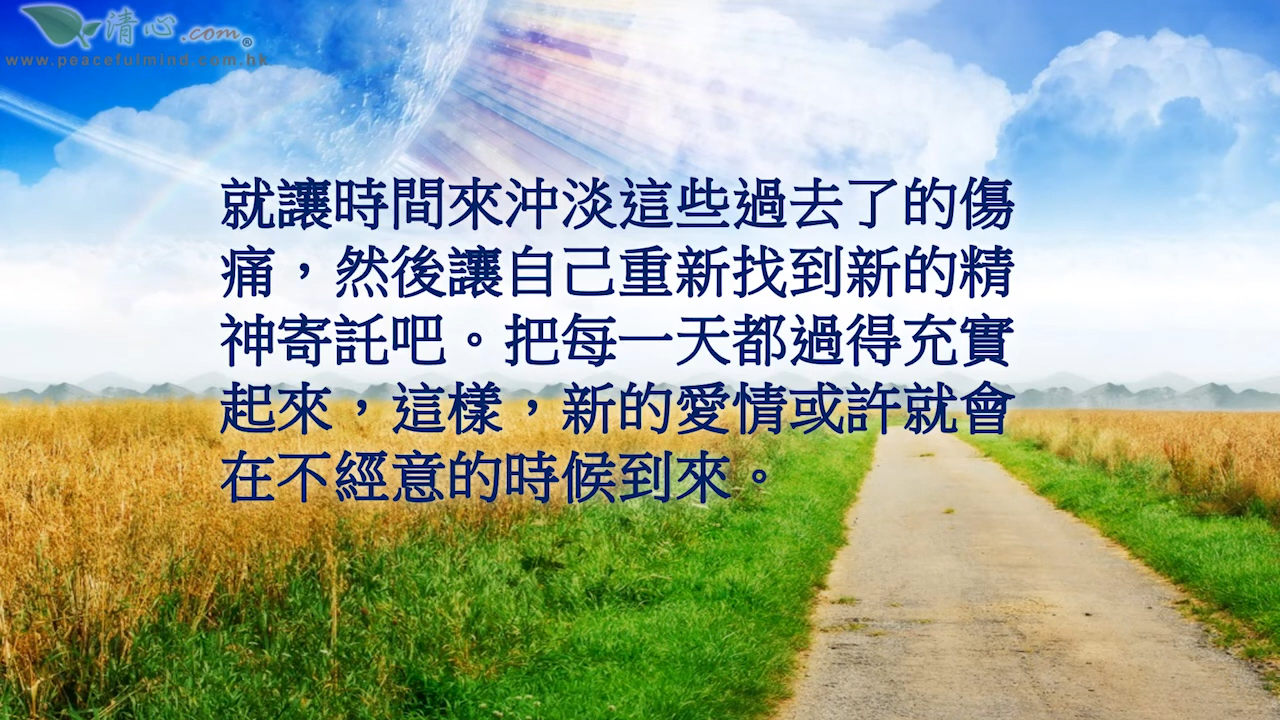 清心.com®
www.peacefulmind.com.hk
就讓時間來沖淡這些過去了的傷
痛，然後讓自己重新找到新的精
神寄託吧。把每一天都過得充實
起來，這樣，新的愛情或許就會
在不經意的時候到來。